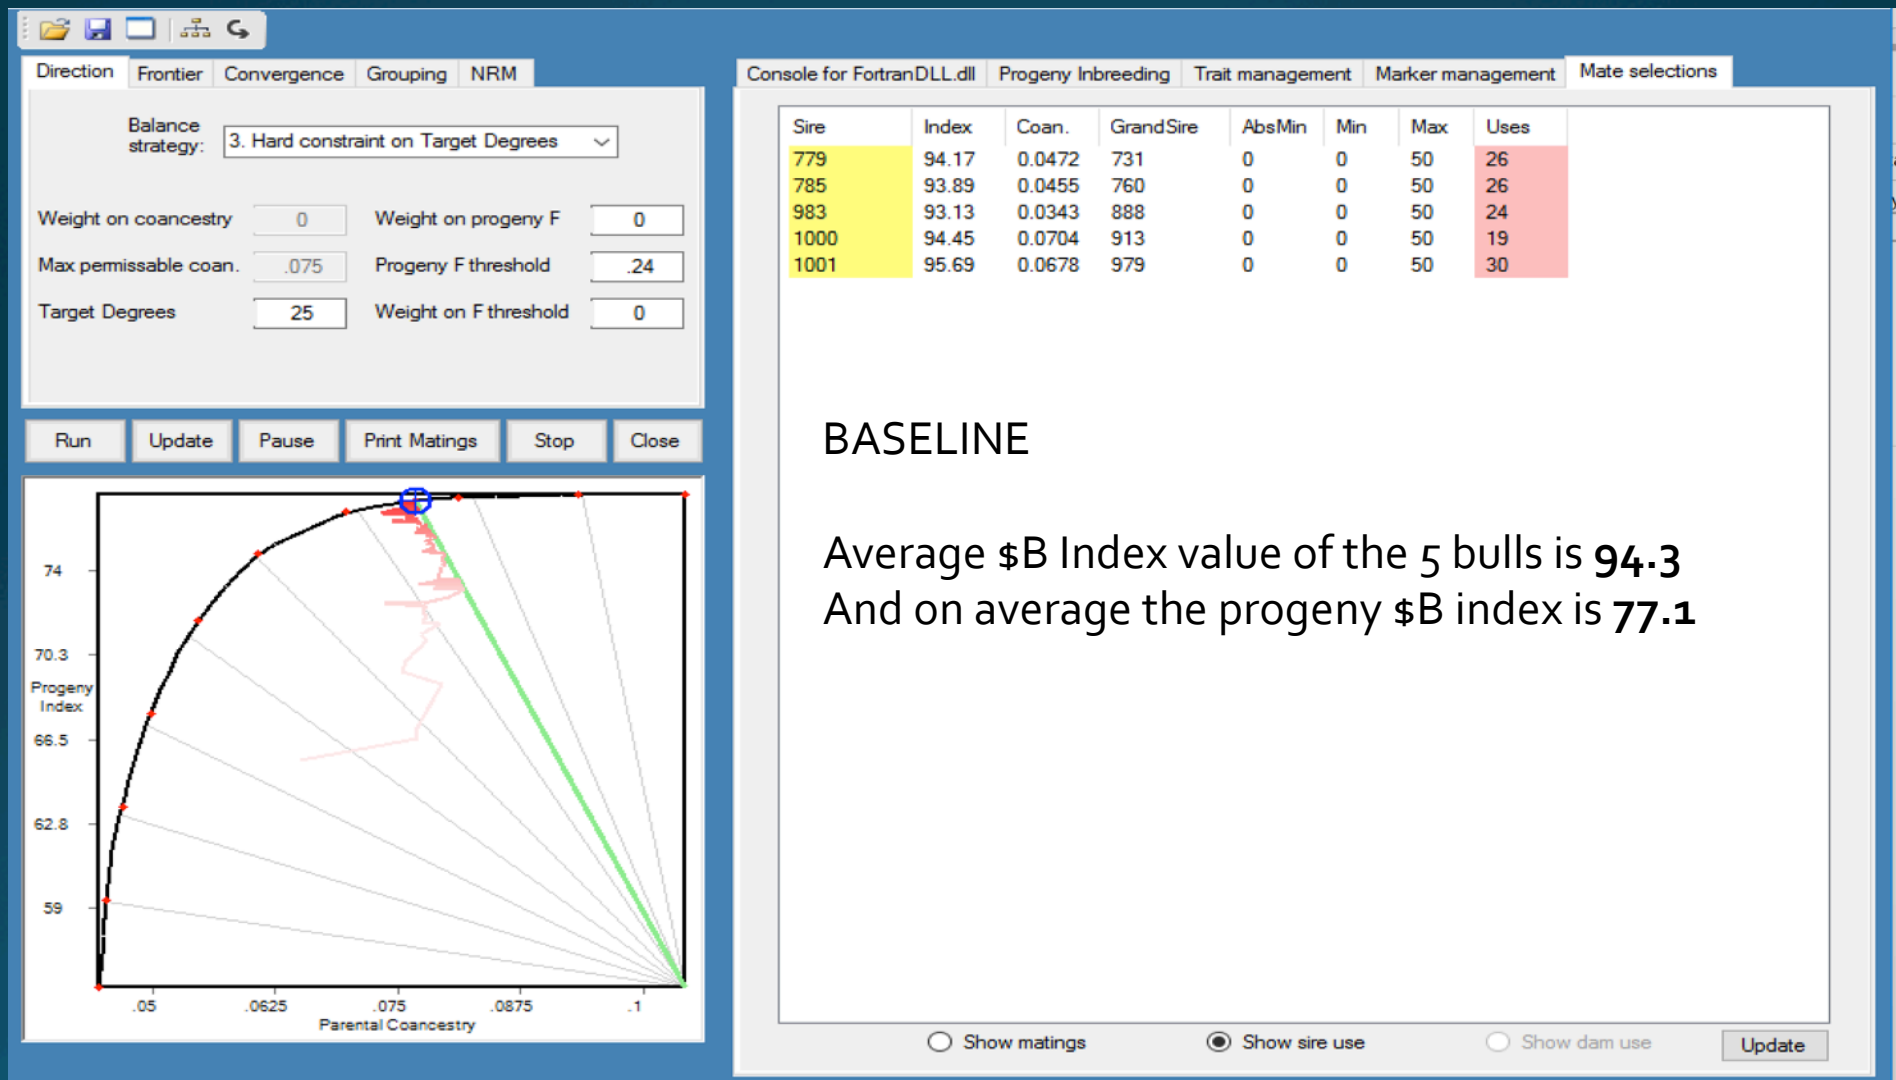 Direction Frontier Convergence Grouping NRM
Balance strategy: 3. Hard constraint on Target Degrees
Weight on coancestry 0 Weight on progeny F 0
Max permissable coan. .075 Progeny F threshold .24
Target Degrees 25 Weight on F threshold 0
Run Update Pause Print Matings Stop Close
74
70.3
Progeny
Index
66.5
62.8
59
.05 .0625 .075 .0875 .1
Parental Coancestry
Console for FortranDLL.dll Progeny Inbreeding Trait management Marker management Mate selections
Sire Index Coan. GrandSire AbsMin Min Max Uses
779 94.17 0.0472 731 0 0 50 26
785 93.89 0.0455 760 0 0 50 26
983 93.13 0.0343 888 0 0 50 24
1000 94.45 0.0704 913 0 0 50 19
1001 95.69 0.0678 979 0 0 50 30
BASELINE
Average $B Index value of the 5 bulls is 94.3
And on average the progeny $B index is 77.1
Show matings Show sire use Show dam use Update